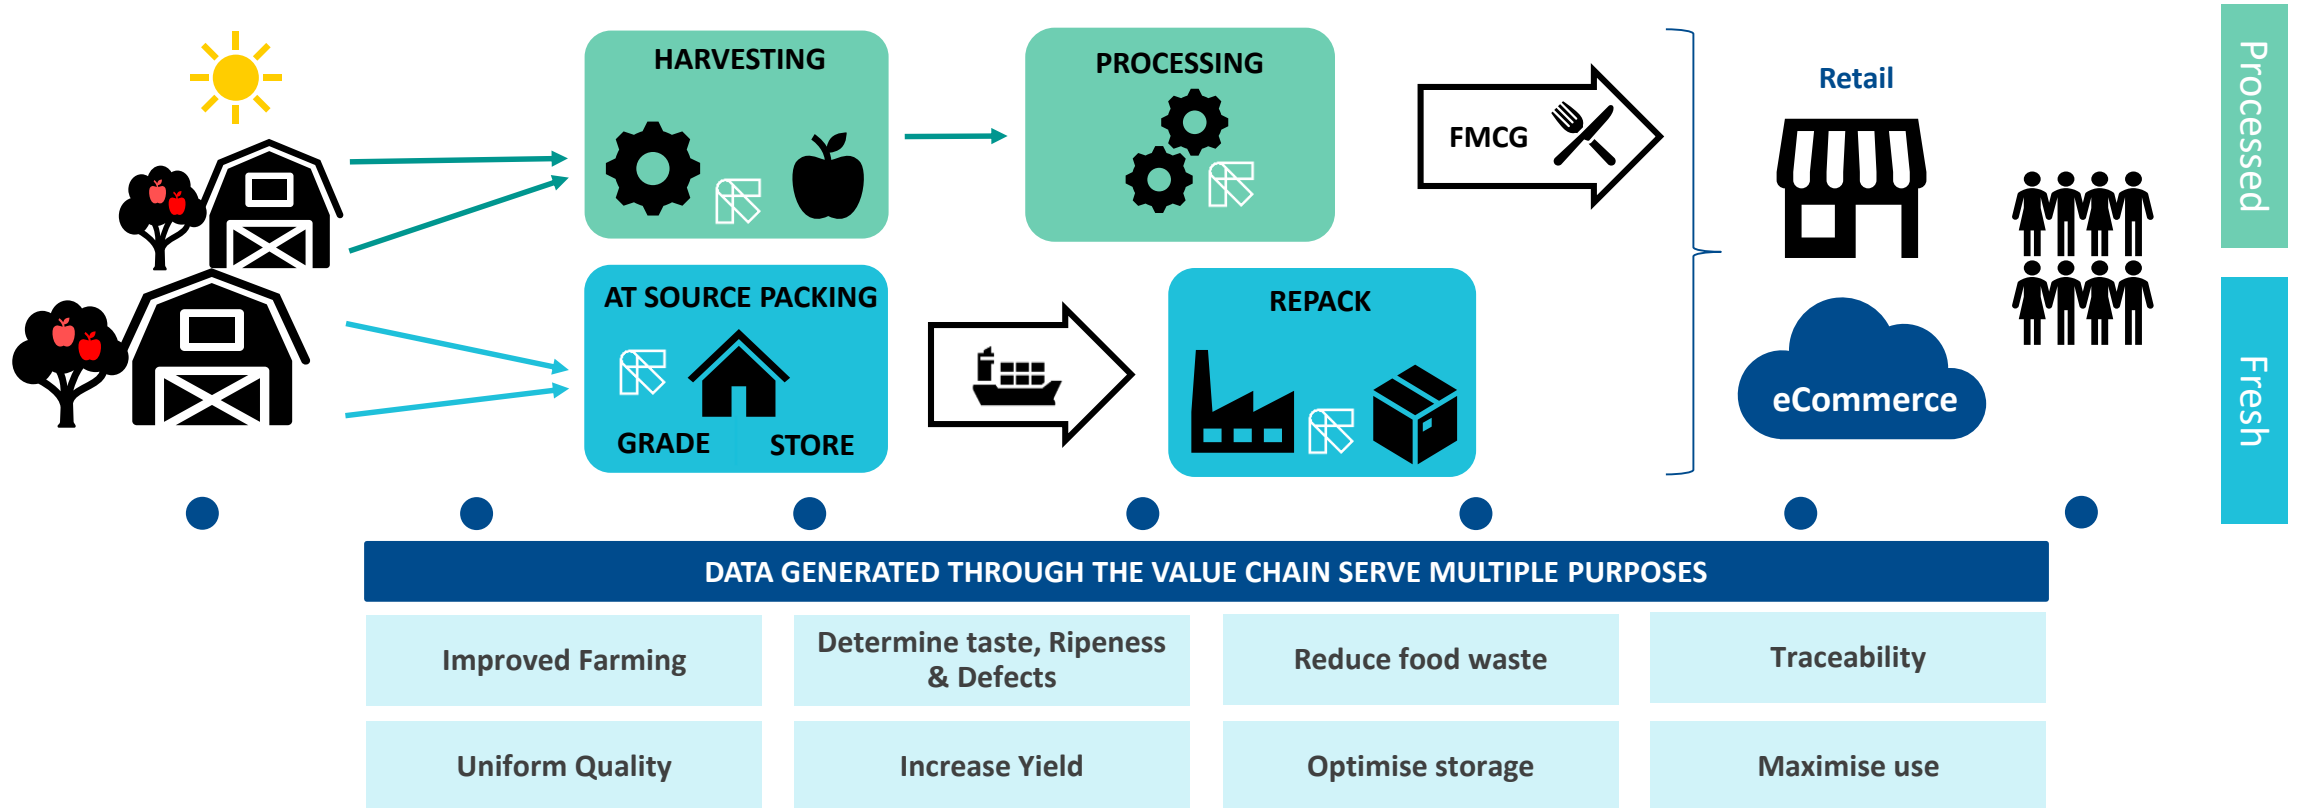 HARVESTING
PROCESSING
FMCG
Retail
Processed
AT SOURCE PACKING
GRADE
STORE
REPACK
eCommerce
Fresh
DATA GENERATED THROUGH THE VALUE CHAIN SERVE MULTIPLE PURPOSES
Improved Farming
Determine taste, Ripeness
& Defects
Reduce food waste
Traceability
Uniform Quality
Increase Yield
Optimise storage
Maximise use